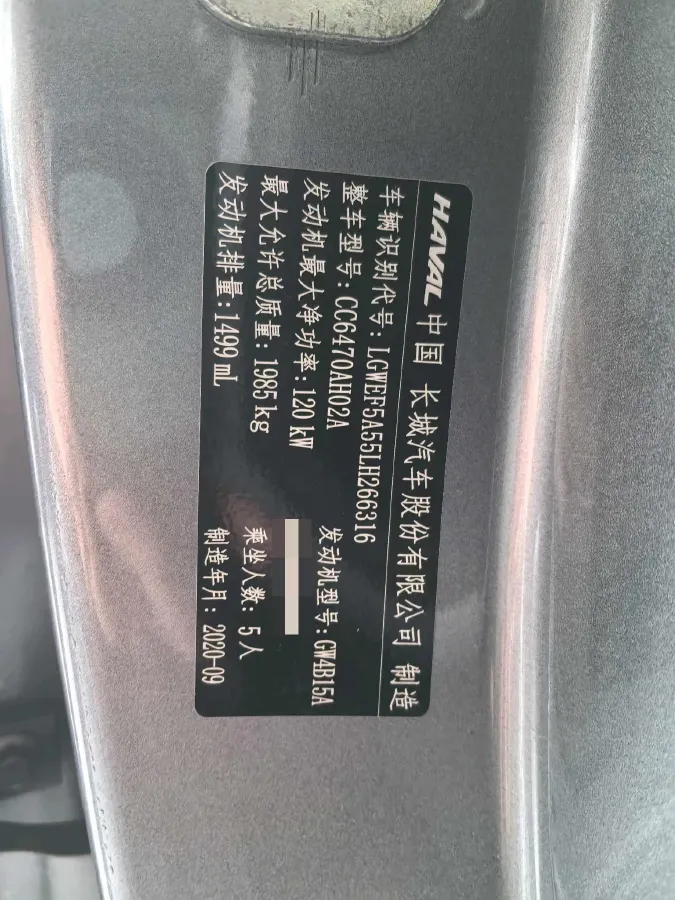 HAVAL 中国 长城汽车股份有限公司 制造
车辆识别代号：LGWEF5A55LH266316
整车型号：CC6470AH02A 发动机型号：GW4B15A
发动机最大净功率：120 kW
最大允许总质量：1985 kg 乘坐人数：5人
发动机排量：1499 mL 制造年月：2020-09